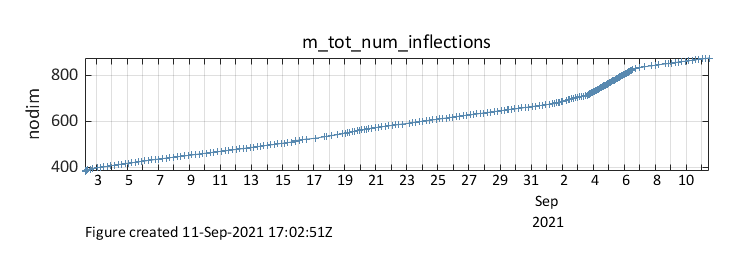 m_tot_num_inflections
nodim
800
600
400
3 5 7 9 11 13 15 17 19 21 23 25 27 29 31 2 4 6 8 10
Sep
2021
Figure created 11-Sep-2021 17:02:51Z